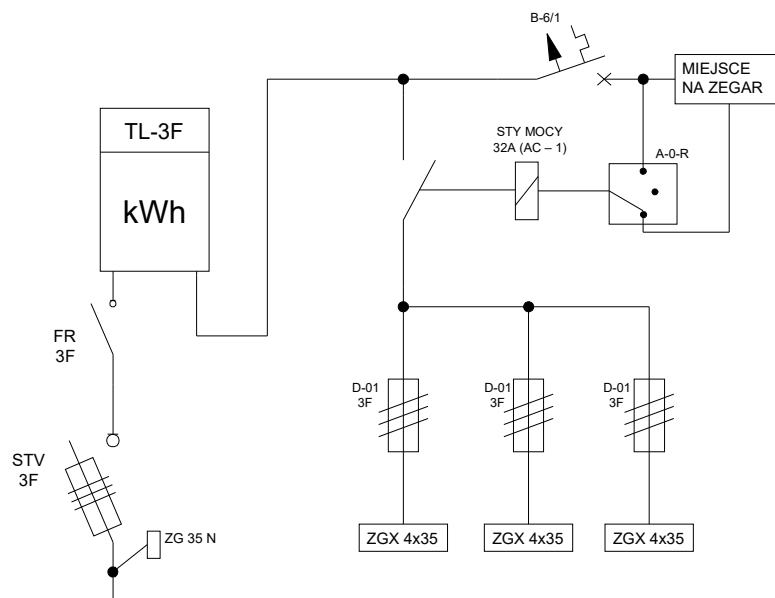 B-6/1
MIEJSCE
NA ZEGAR
TL-3F
kWh
STY MOCY
32A (AC – 1)
A-0-R
FR
3F
D-01
3F
D-01
3F
D-01
3F
STV
3F
ZG 35 N
ZGX 4x35
ZGX 4x35
ZGX 4x35